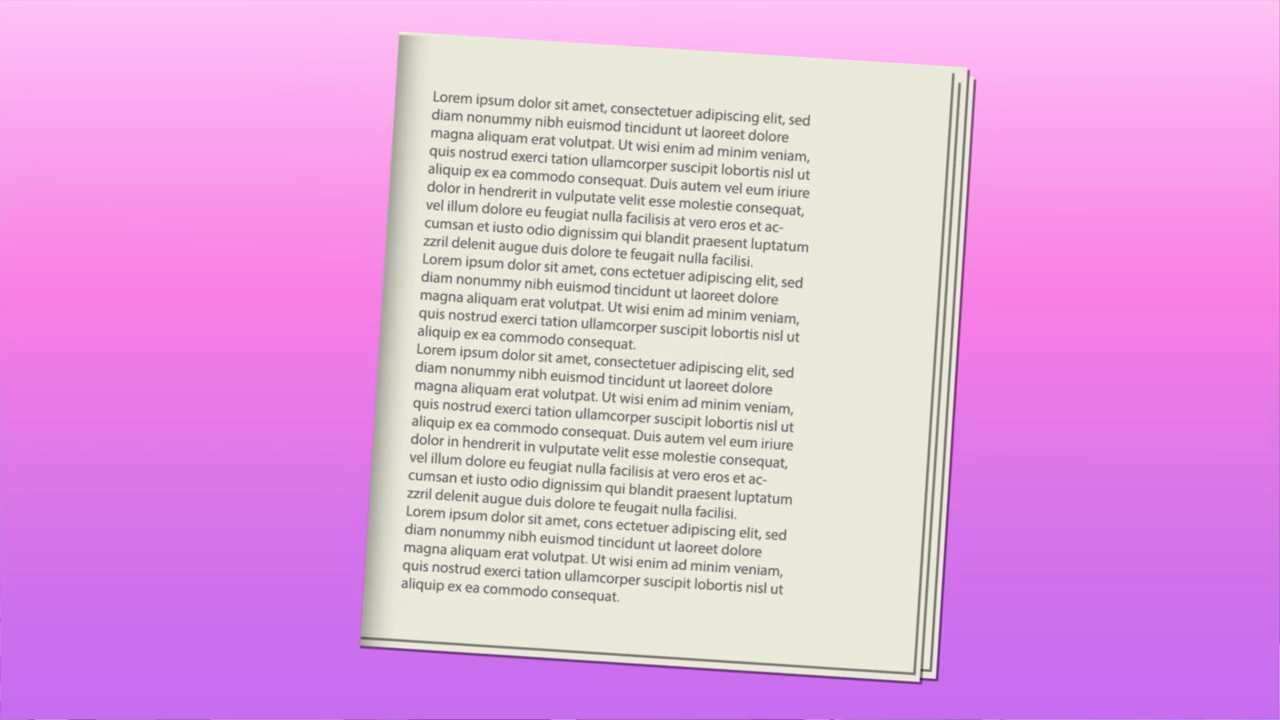 Lorem ipsum dolor sit amet, consectetuer adipiscing elit, sed
diam nonummy nibh euismod tincidunt ut laoreet dolore
magna aliquam erat volutpat. Ut wisi enim ad minim veniam,
quis nostrud exerci tation ullamcorper suscipit lobortis nisl ut
aliquip ex ea commodo consequat. Duis autem vel eum iriure
dolor in hendrerit in vulputate velit esse molestie consequat,
vel illum dolore eu feugiat nulla facilisis at vero eros et ac-
cumsan et iusto odio dignissim qui blandit praesent luptatum
zzril delenit augue duis dolore te feugait nulla facilisi.
Lorem ipsum dolor sit amet, cons ectetuer adipiscing elit, sed
diam nonummy nibh euismod tincidunt ut laoreet dolore
magna aliquam erat volutpat. Ut wisi enim ad minim veniam,
quis nostrud exerci tation ullamcorper suscipit lobortis nisl ut
aliquip ex ea commodo consequat.
Lorem ipsum dolor sit amet, consectetuer adipiscing elit, sed
diam nonummy nibh euismod tincidunt ut laoreet dolore
magna aliquam erat volutpat. Ut wisi enim ad minim veniam,
quis nostrud exerci tation ullamcorper suscipit lobortis nisl ut
aliquip ex ea commodo consequat. Duis autem vel eum iriure
dolor in hendrerit in vulputate velit esse molestie consequat,
vel illum dolore eu feugiat nulla facilisis at vero eros et ac-
cumsan et iusto odio dignissim qui blandit praesent luptatum
zzril delenit augue duis dolore te feugait nulla facilisi.
Lorem ipsum dolor sit amet, cons ectetuer adipiscing elit, sed
diam nonummy nibh euismod tincidunt ut laoreet dolore
magna aliquam erat volutpat. Ut wisi enim ad minim veniam,
quis nostrud exerci tation ullamcorper suscipit lobortis nisl ut
aliquip ex ea commodo consequat.